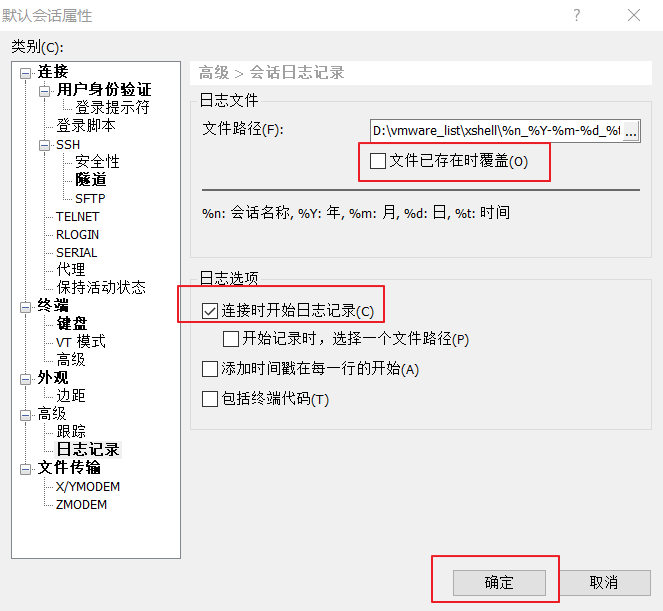 默认会话属性
类别(C):
连接
用户身份验证
登录提示符
登录脚本
SSH
安全性
隧道
SFTP
TELNET
RLOGIN
SERIAL
代理
保持活动状态
终端
键盘
VT 模式
高级
外观
边距
高级
跟踪
日志记录
文件传输
X/YMODEM
ZMODEM
高级 > 会话日志记录
日志文件
文件路径(F):
D:\vmware_list\xshell\%n_%Y-%m-%d_%t
...
文件已存在时覆盖(O)
%n: 会话名称, %Y: 年, %m: 月, %d: 日, %t: 时间
日志选项
连接时开始日志记录(C)
开始记录时，选择一个文件路径(P)
添加时间戳在每一行的开始(A)
包括终端代码(T)
确定
取消